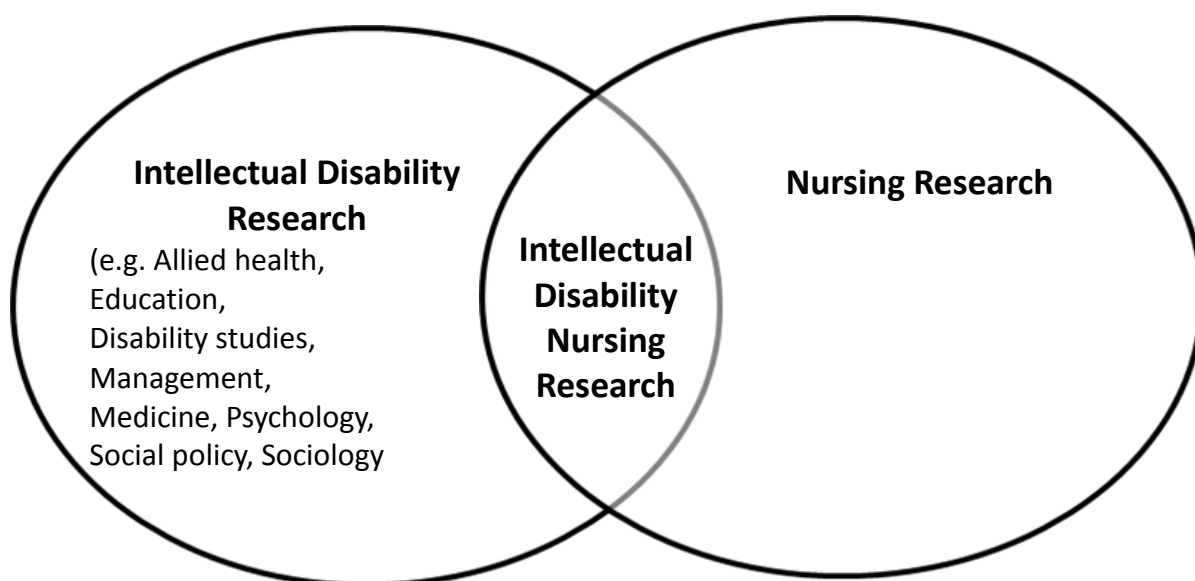 Intellectual Disability
Research
(e.g. Allied health,
Education,
Disability studies,
Management,
Medicine, Psychology,
Social policy, Sociology
Intellectual
Disability
Nursing
Research
Nursing Research